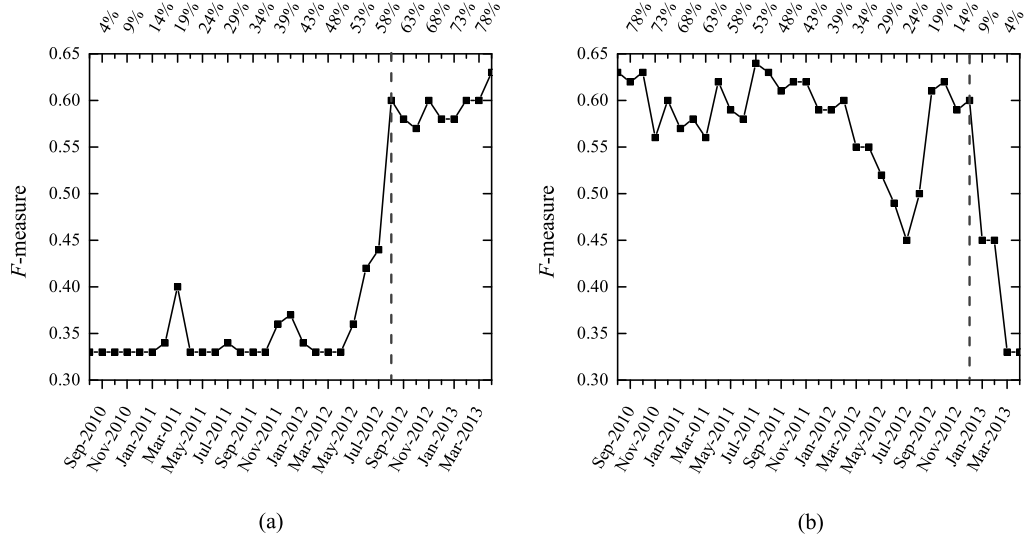 4% 9% 14% 19% 24% 29% 34% 39% 43% 48% 53% 58% 63% 68% 73% 78%
0.65
0.60
0.55
0.50
0.45
0.40
0.35
0.30
F-measure
Sep-2010 Nov-2010 Jan-2011 Mar-011 May-2011 Jul-2011 Sep-2011 Nov-2011 Jan-2012 Mar-2012 May-2012 Jul-2012 Sep-2012 Nov-2012 Jan-2013 Mar-2013
(a)
78% 73% 68% 63% 58% 53% 48% 43% 39% 34% 29% 24% 19% 14% 9% 4%
0.65
0.60
0.55
0.50
0.45
0.40
0.35
0.30
F-measure
Sep-2010 Nov-2010 Jan-2011 Mar-011 May-2011 Jul-2011 Sep-2011 Nov-2011 Jan-2012 Mar-2012 May-2012 Jul-2012 Sep-2012 Nov-2012 Jan-2013 Mar-2013
(b)